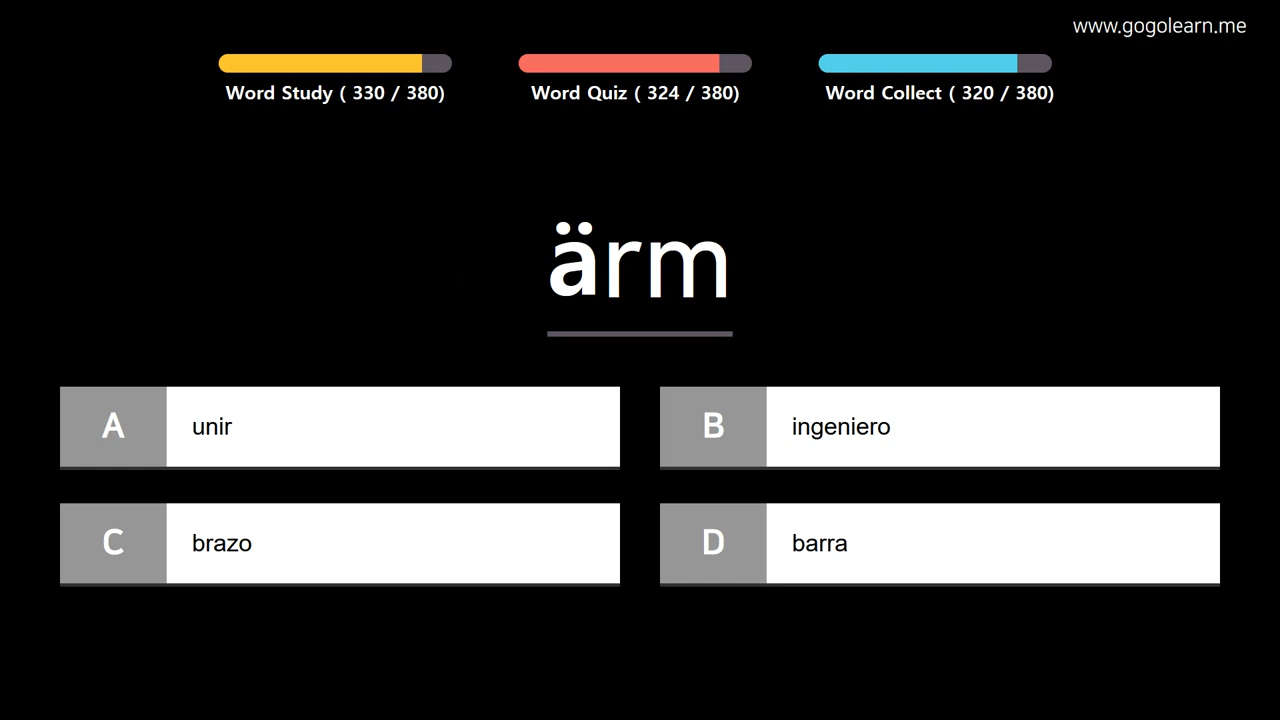 www.gogolearn.me
Word Study ( 330 / 380)
Word Quiz ( 324 / 380)
Word Collect ( 320 / 380)
ärm
A unir
B ingeniero
C brazo
D barra